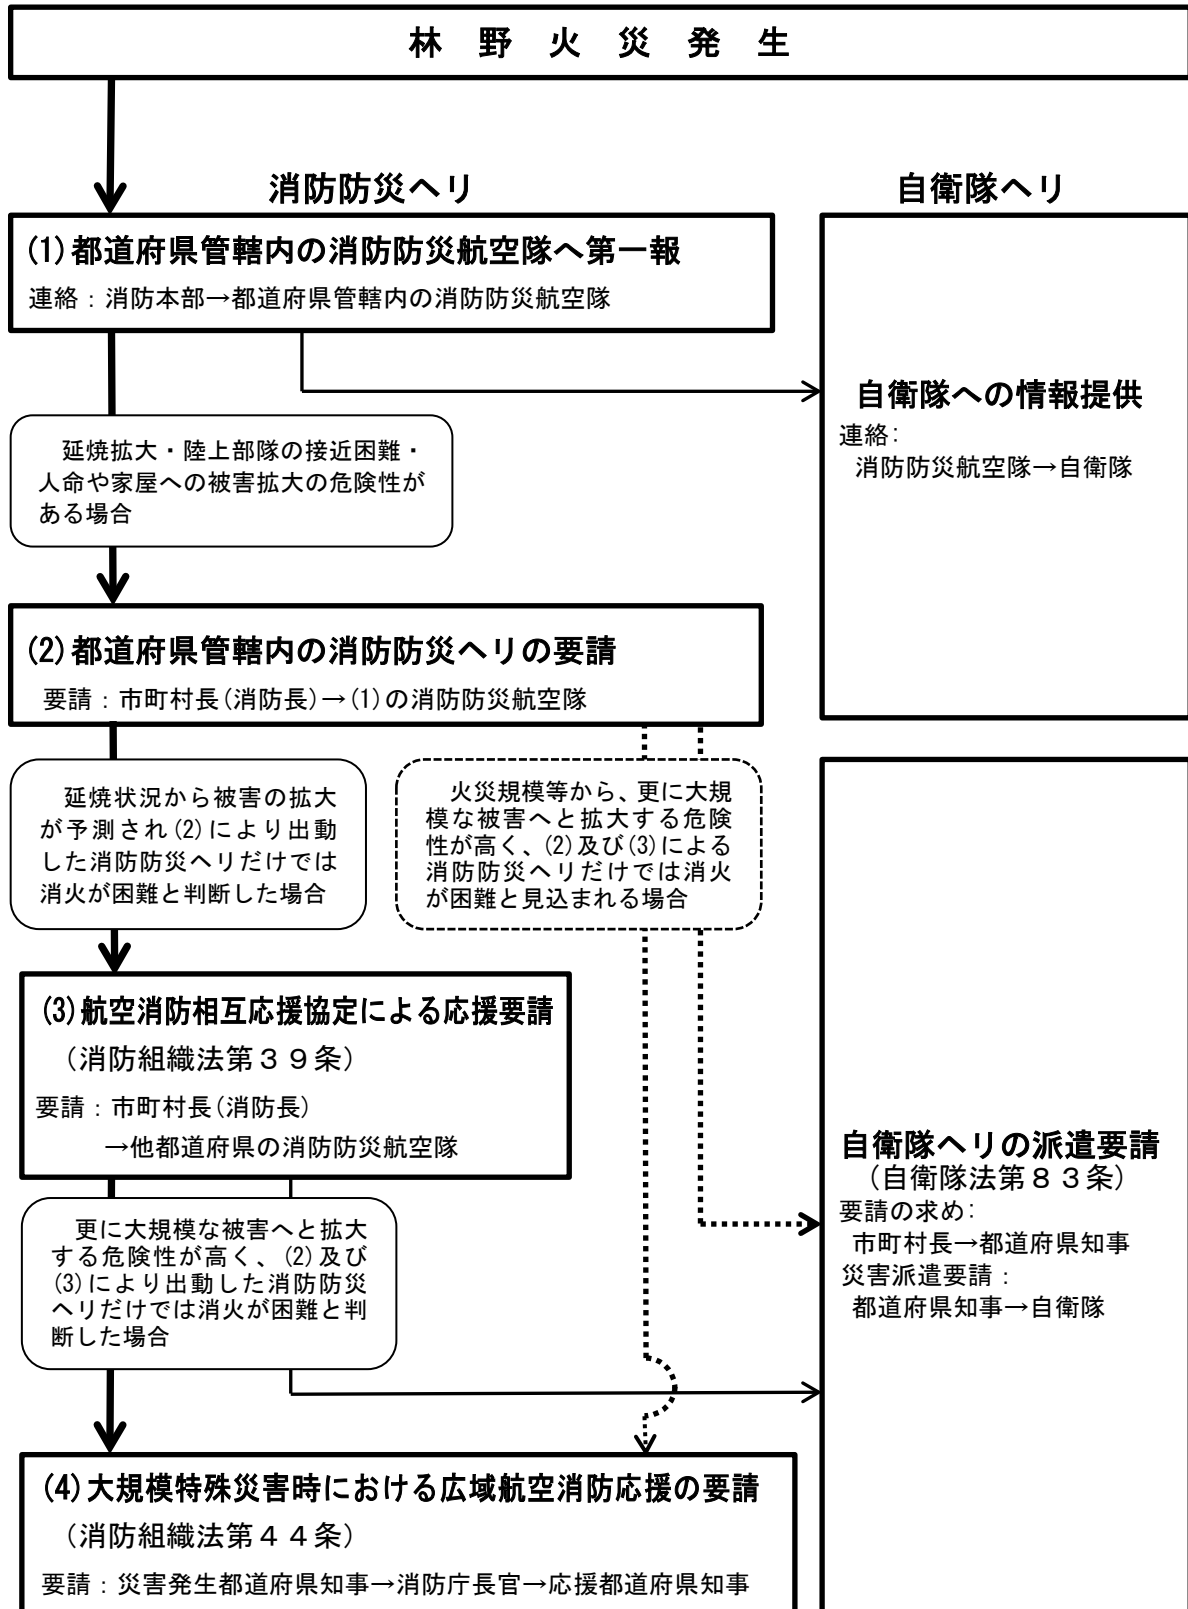 林　野　火　災　発　生
消防防災ヘリ
自衛隊ヘリ
(1)都道府県管轄内の消防防災航空隊へ第一報
連絡：消防本部→都道府県管轄内の消防防災航空隊
自衛隊への情報提供
連絡：
消防防災航空隊→自衛隊
延焼拡大・陸上部隊の接近困難・
人命や家屋への被害拡大の危険性が
ある場合
(2)都道府県管轄内の消防防災ヘリの要請
要請：市町村長(消防長)→(1)の消防防災航空隊
延焼状況から被害の拡大
が予測され(2)により出動
した消防防災ヘリだけでは
消火が困難と判断した場合
火災規模等から、更に大規
模な被害へと拡大する危険
性が高く、(2)及び(3)による
消防防災ヘリだけでは消火
が困難と見込まれる場合
(3)航空消防相互応援協定による応援要請
（消防組織法第３９条）
要請：市町村長(消防長)
→他都道府県の消防防災航空隊
自衛隊ヘリの派遣要請
（自衛隊法第８３条）
要請の求め：
市町村長→都道府県知事
災害派遣要請：
都道府県知事→自衛隊
更に大規模な被害へと拡大
する危険性が高く、(2)及び
(3)により出動した消防防災
ヘリだけでは消火が困難と判
断した場合
(4)大規模特殊災害時における広域航空消防応援の要請
（消防組織法第４４条）
要請：災害発生都道府県知事→消防庁長官→応援都道府県知事